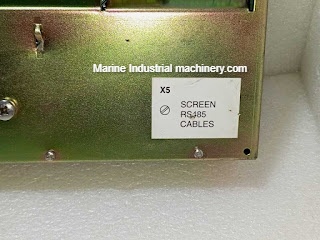 Marine Industrial machinery.com
X5
SCREEN
RS485
CABLES